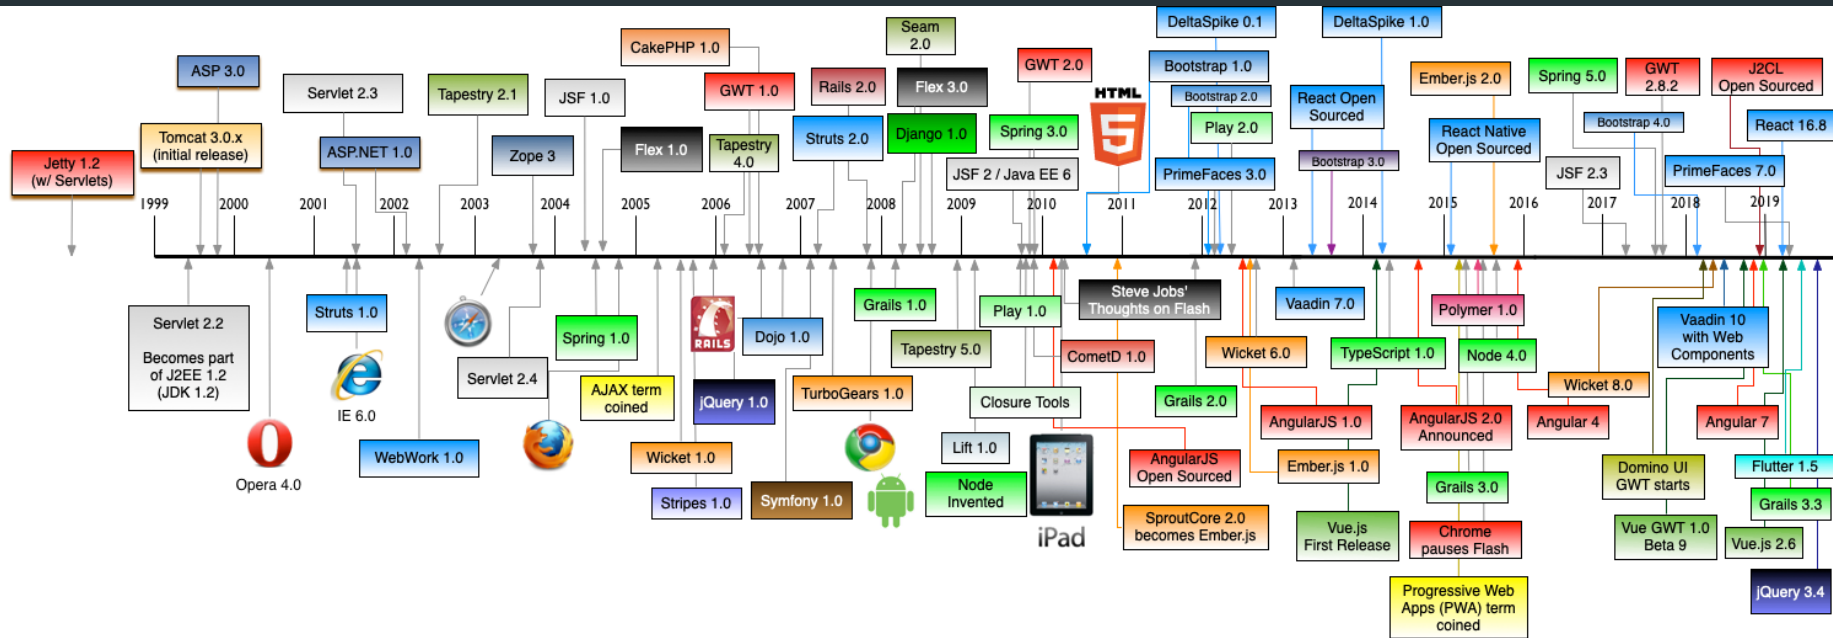 DeltaSpike 0.1
DeltaSpike 1.0
Seam
2.0
CakePHP 1.0
ASP 3.0
Servlet 2.3
Tapestry 2.1
JSF 1.0
GWT 1.0
Rails 2.0
Flex 3.0
GWT 2.0
Bootstrap 1.0
Bootstrap 2.0
HTML
5
React Open
Sourced
Ember.js 2.0
Spring 5.0
GWT
2.8.2
J2CL
Open Sourced
Tomcat 3.0.x
(initial release)
ASP.NET 1.0
Zope 3
Flex 1.0
Tapestry
4.0
Struts 2.0
Django 1.0
Spring 3.0
Play 2.0
React Native
Open Sourced
Bootstrap 4.0
React 16.8
Jetty 1.2
(w/ Servlets)
JSF 2 / Java EE 6
PrimeFaces 3.0
Bootstrap 3.0
JSF 2.3
PrimeFaces 7.0
1999
2000
2001
2002
2003
2004
2005
2006
2007
2008
2009
2010
2011
2012
2013
2014
2015
2016
2017
2018
2019
Servlet 2.2
Becomes part
of J2EE 1.2
(JDK 1.2)
Struts 1.0
IE 6.0
Opera 4.0
WebWork 1.0
Servlet 2.4
Spring 1.0
AJAX term
coined
RAILS
jQuery 1.0
Dojo 1.0
Wicket 1.0
Stripes 1.0
Symfony 1.0
TurboGears 1.0
Grails 1.0
Tapestry 5.0
Play 1.0
Closure Tools
Lift 1.0
Node
Invented
iPad
Steve Jobs'
Thoughts on Flash
CometD 1.0
Grails 2.0
AngularJS
Open Sourced
SproutCore 2.0
becomes Ember.js
Vaadin 7.0
Wicket 6.0
AngularJS 1.0
Ember.js 1.0
TypeScript 1.0
Vue.js
First Release
Polymer 1.0
Node 4.0
AngularJS 2.0
Announced
Grails 3.0
Chrome
pauses Flash
Progressive Web
Apps (PWA) term
coined
Wicket 8.0
Angular 4
Vaadin 10
with Web
Components
Angular 7
Domino UI
GWT starts
Vue GWT 1.0
Beta 9
Flutter 1.5
Grails 3.3
Vue.js 2.6
jQuery 3.4